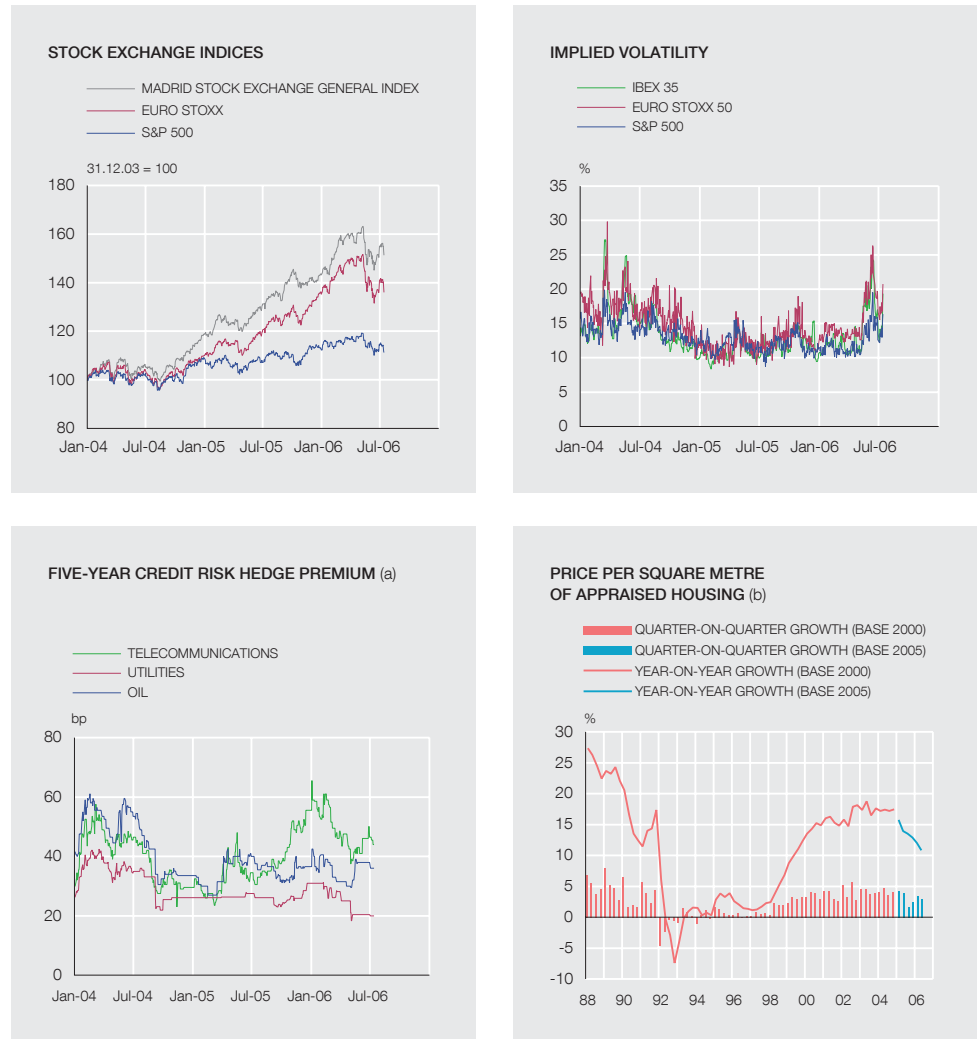 STOCK EXCHANGE INDICES
MADRID STOCK EXCHANGE GENERAL INDEX
EURO STOXX
S&P 500
31.12.03 = 100
180
160
140
120
100
80
Jan-04 Jul-04 Jan-05 Jul-05 Jan-06 Jul-06
IMPLIED VOLATILITY
IBEX 35
EURO STOXX 50
S&P 500
%
35
30
25
20
15
10
5
0
Jan-04 Jul-04 Jan-05 Jul-05 Jan-06 Jul-06
FIVE-YEAR CREDIT RISK HEDGE PREMIUM (a)
TELECOMMUNICATIONS
UTILITIES
OIL
bp
80
60
40
20
0
Jan-04 Jul-04 Jan-05 Jul-05 Jan-06 Jul-06
PRICE PER SQUARE METRE
OF APPRAISED HOUSING (b)
QUARTER-ON-QUARTER GROWTH (BASE 2000)
QUARTER-ON-QUARTER GROWTH (BASE 2005)
YEAR-ON-YEAR GROWTH (BASE 2000)
YEAR-ON-YEAR GROWTH (BASE 2005)
%
30
25
20
15
10
5
0
-5
-10
88 90 92 94 96 98 00 02 04 06